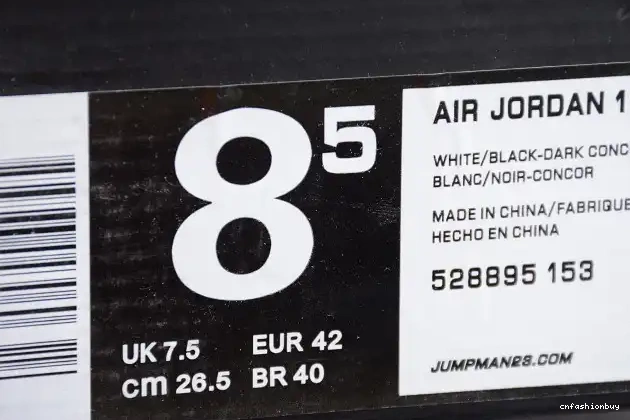 8 5
UK 7.5 EUR 42
cm 26.5 BR 40
AIR JORDAN 1
WHITE/BLACK-DARK CONC
BLANC/NOIR-CONCOR
MADE IN CHINA/FABRIQUE
HECHO EN CHINA
528895 153
JUMPMAN23.COM
cnfashionbuy